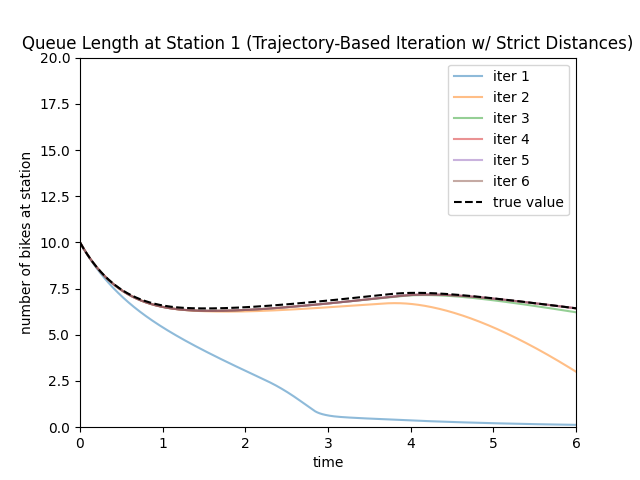 Queue Length at Station 1 (Trajectory-Based Iteration w/ Strict Distances)
20.0
17.5
15.0
12.5
10.0
7.5
5.0
2.5
0.0
number of bikes at station
0 1 2 3 4 5 6
time
iter 1
iter 2
iter 3
iter 4
iter 5
iter 6
true value